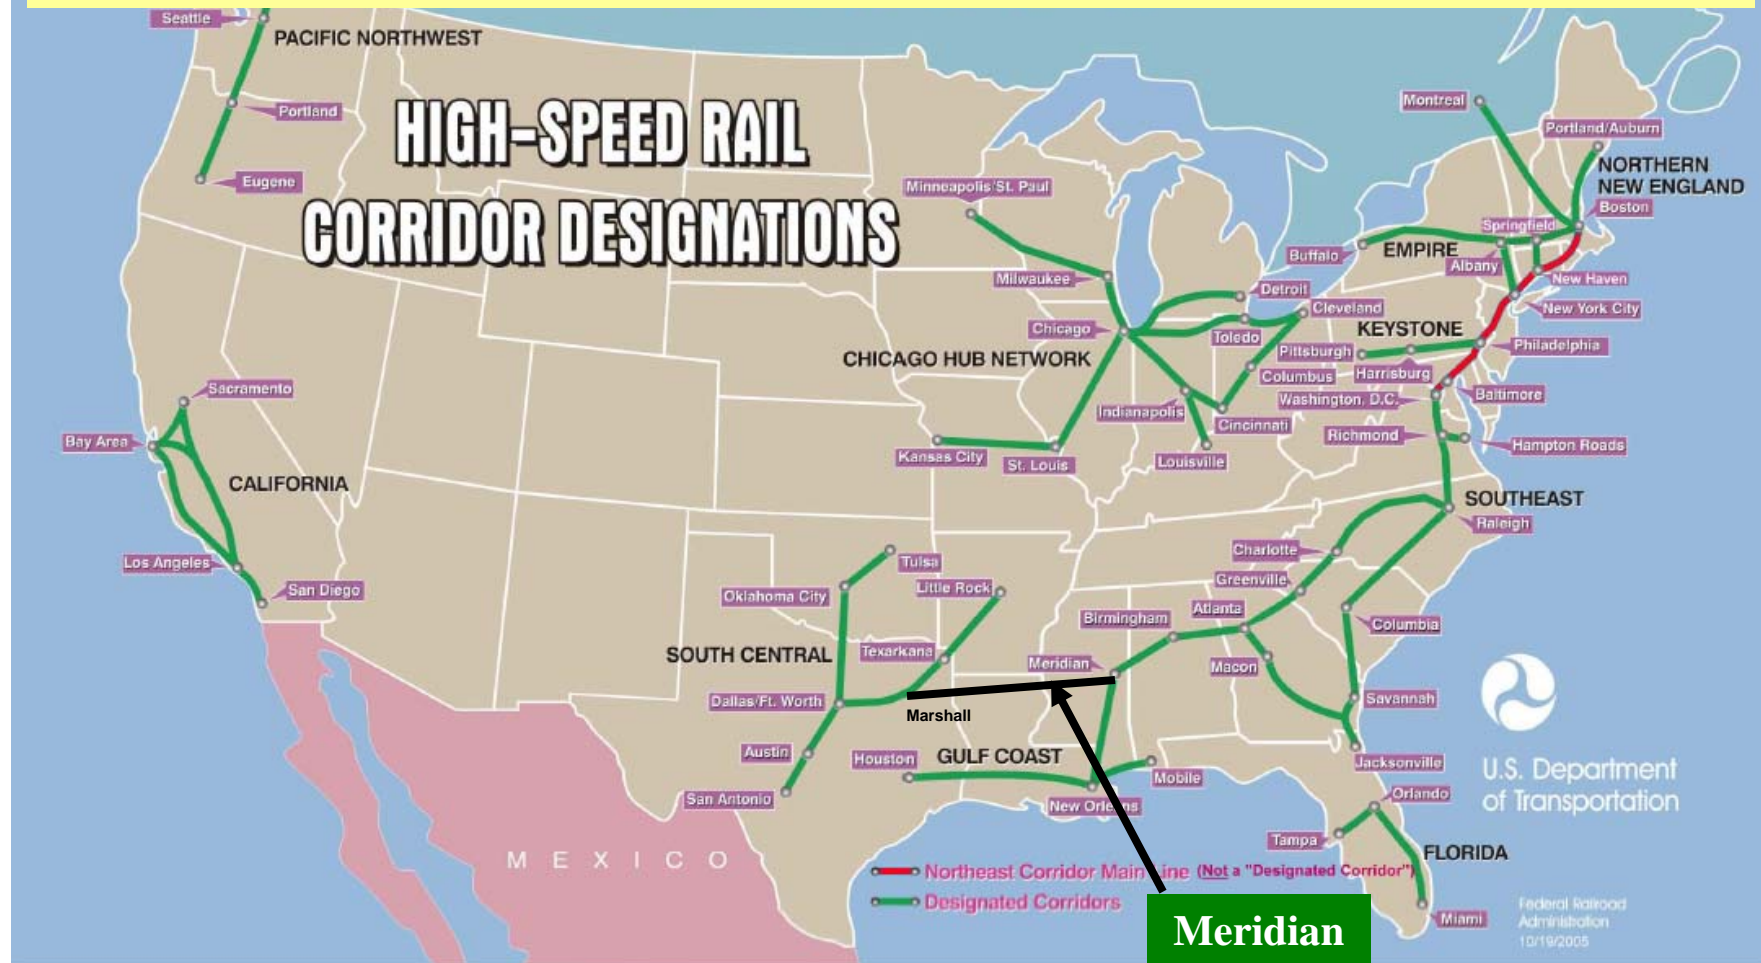 Seattle
PACIFIC NORTHWEST
Portland
Eugene
HIGH-SPEED RAIL
CORRIDOR DESIGNATIONS
Montreal
Portland/Auburn
NORTHERN
NEW ENGLAND
Boston
Springfield
EMPIRE
Buffalo
Albany
New Haven
New York City
KEYSTONE
Pittsburgh
Harrisburg
Philadelphia
Washington, D.C.
Baltimore
Richmond
Hampton Roads
Minneapolis/St. Paul
Milwaukee
Chicago
Detroit
Cleveland
Toledo
CHICAGO HUB NETWORK
Columbus
Indianapolis
Cincinnati
Louisville
Kansas City
St. Louis
Sacramento
Bay Area
CALIFORNIA
Los Angeles
San Diego
SOUTHEAST
Raleigh
Charlotte
Greenville
Atlanta
Birmingham
Columbia
Macon
Savannah
Jacksonville
Tulsa
Oklahoma City
Little Rock
SOUTH CENTRAL
Texarkana
Meridian
Dallas/Ft. Worth
Marshall
Austin
San Antonio
Houston
GULF COAST
Mobile
New Orleans
Orlando
Tampa
FLORIDA
Miami
MEXICO
U.S. Department
of Transportation
Northeast Corridor Main Line (Not a "Designated Corridor")
Designated Corridors
Meridian
Federal Railroad
Administration
10/19/2005